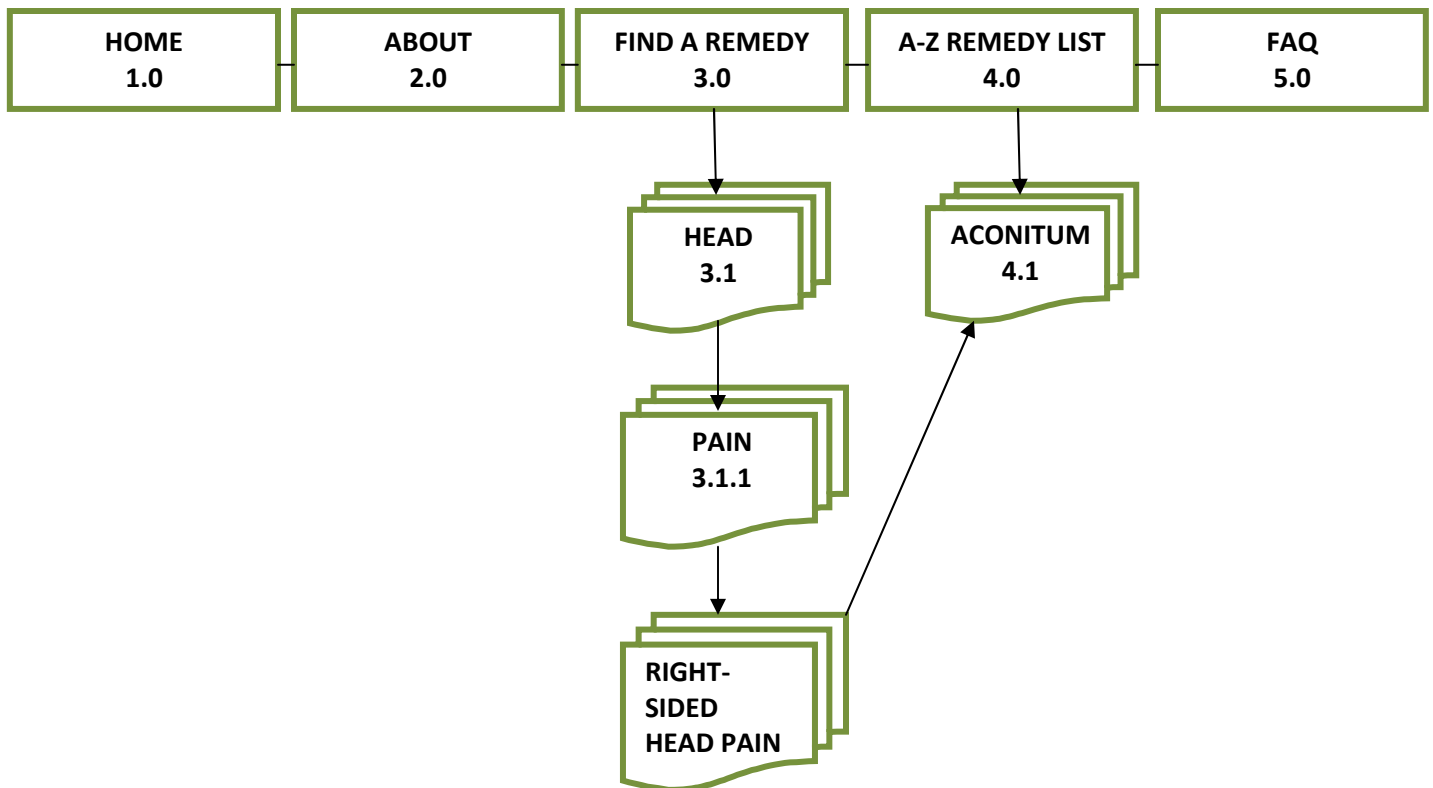 HOME
1.0
ABOUT
2.0
FIND A REMEDY
3.0
A-Z REMEDY LIST
4.0
FAQ
5.0
HEAD
3.1
ACONITUM
4.1
PAIN
3.1.1
RIGHT-
SIDED
HEAD PAIN